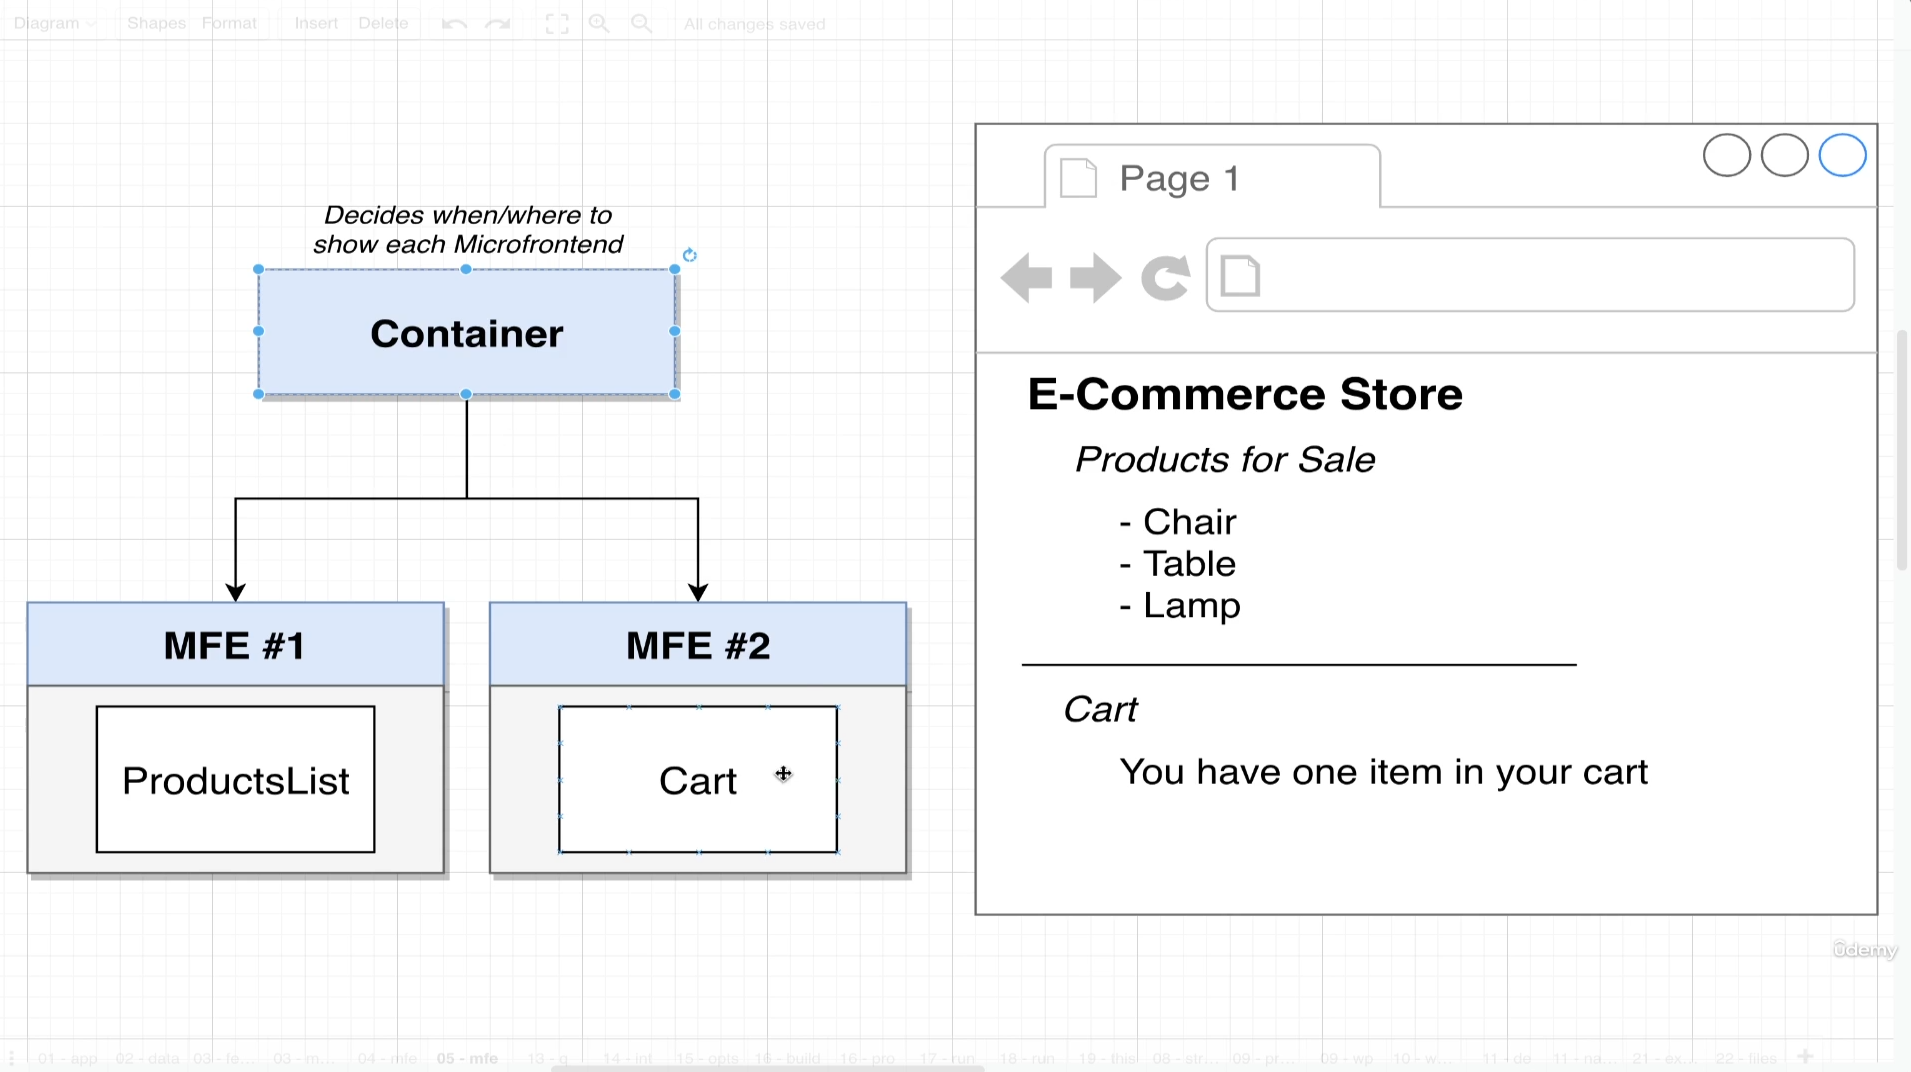 Diagram
Shapes
Format
Insert
Delete
All changes saved
Decides when/where to
show each Microfrontend
Container
MFE #1
ProductsList
MFE #2
Cart
Page 1
E-Commerce Store
Products for Sale
- Chair
- Table
- Lamp
Cart
You have one item in your cart
ûdemy
01 - app
02 - data
03 - fe...
03 - m...
04 - mfe
05 - mfe
13 - q
14 - int
15 - opts
16 - build
16 - pro
17 - run
18 - run
19 - this
08 - str...
09 - pr...
09 - wp
10 - w...
11 - de
11 - na...
21 - ex...
22 - files